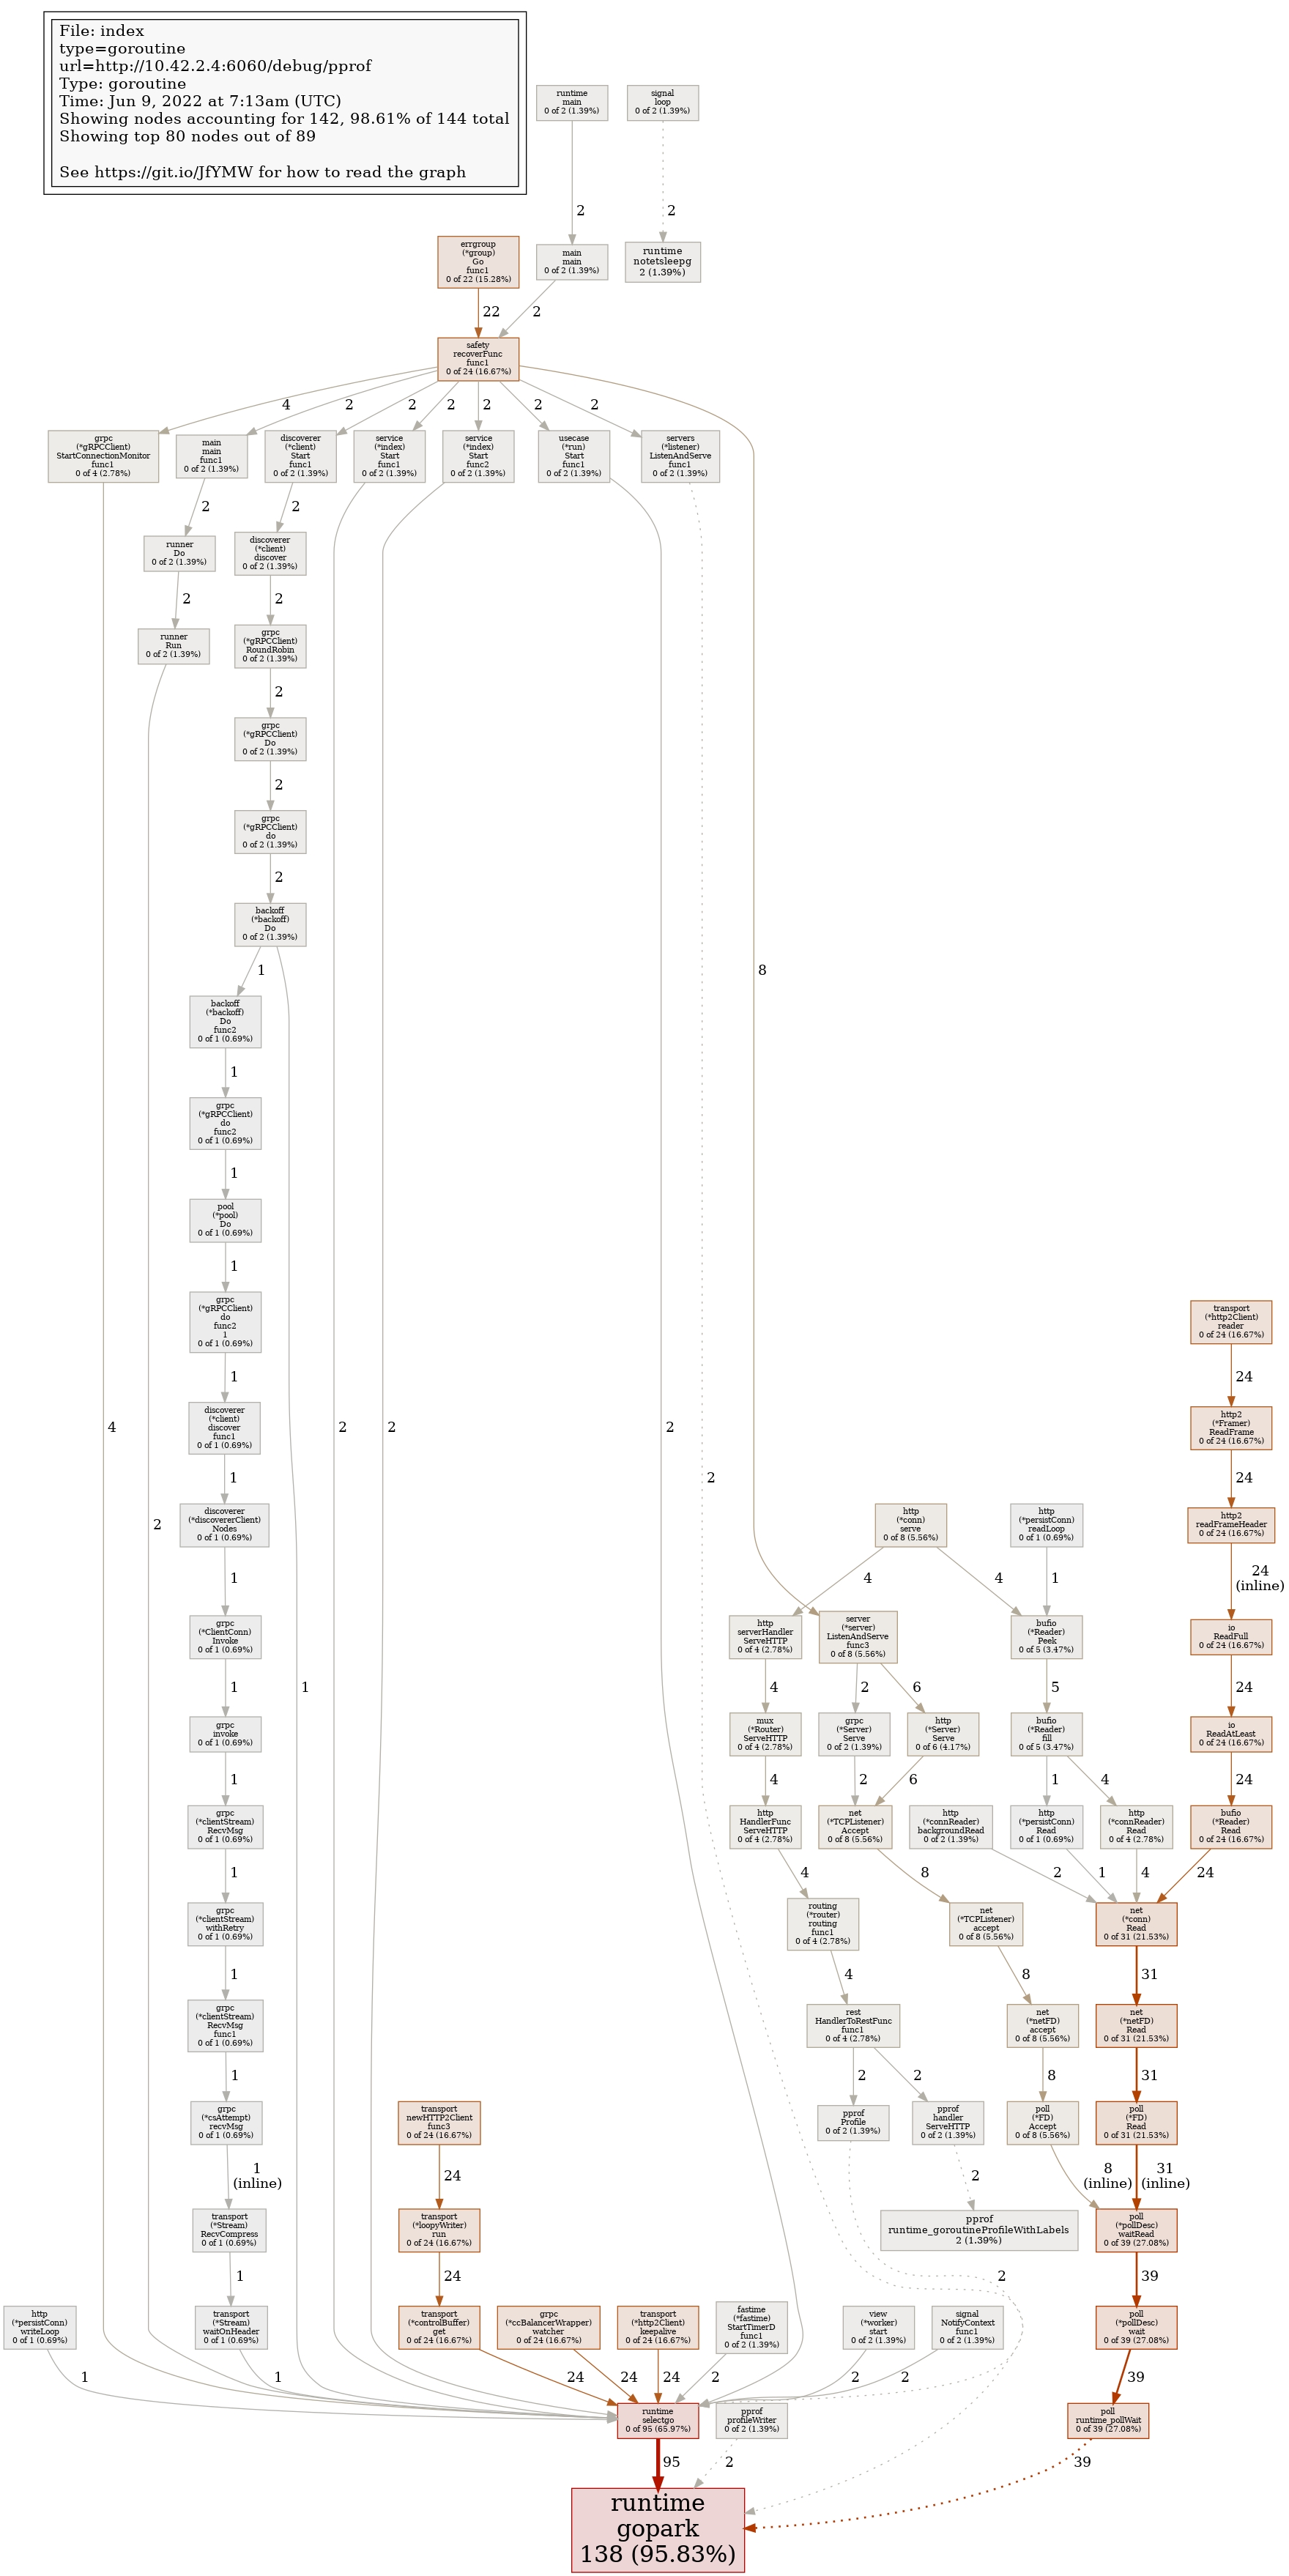 File: index
type=goroutine
url=http://10.42.2.4:6060/debug/pprof
Type: goroutine
Time: Jun 9, 2022 at 7:13am (UTC)
Showing nodes accounting for 142, 98.61% of 144 total
Showing top 80 nodes out of 89
See https://git.io/JfYMW for how to read the graph
runtime
main
0 of 2 (1.39%)
signal
loop
0 of 2 (1.39%)
2
2
errgroup
(*group)
Go
func1
0 of 22 (15.28%)
main
main
0 of 2 (1.39%)
runtime
notetsleepg
2 (1.39%)
22
2
safety
recoverFunc
func1
0 of 24 (16.67%)
4
2
2
2
2
2
2
grpc
(*gRPCClient)
StartConnectionMonitor
func1
0 of 4 (2.78%)
main
main
func1
0 of 2 (1.39%)
discoverer
(*client)
Start
func1
0 of 2 (1.39%)
service
(*index)
Start
func1
0 of 2 (1.39%)
service
(*index)
Start
func2
0 of 2 (1.39%)
usecase
(*run)
Start
func1
0 of 2 (1.39%)
servers
(*listener)
ListenAndServe
func1
0 of 2 (1.39%)
2
2
runner
Do
0 of 2 (1.39%)
discoverer
(*client)
discover
0 of 2 (1.39%)
2
2
runner
Run
0 of 2 (1.39%)
grpc
(*gRPCClient)
RoundRobin
0 of 2 (1.39%)
2
grpc
(*gRPCClient)
Do
0 of 2 (1.39%)
2
grpc
(*gRPCClient)
do
0 of 2 (1.39%)
2
backoff
(*backoff)
Do
0 of 2 (1.39%)
1
8
backoff
(*backoff)
Do
func2
0 of 1 (0.69%)
1
grpc
(*gRPCClient)
do
func2
0 of 1 (0.69%)
1
pool
(*pool)
Do
0 of 1 (0.69%)
1
grpc
(*gRPCClient)
do
func2
1
0 of 1 (0.69%)
transport
(*http2Client)
reader
0 of 24 (16.67%)
1
24
discoverer
(*client)
discover
func1
0 of 1 (0.69%)
http2
(*Framer)
ReadFrame
0 of 24 (16.67%)
4
1
2
2
2
2
24
2
discoverer
(*discovererClient)
Nodes
0 of 1 (0.69%)
http
(*conn)
serve
0 of 8 (5.56%)
http
(*persistConn)
readLoop
0 of 1 (0.69%)
http2
readFrameHeader
0 of 24 (16.67%)
1
4
4
1
24
(inline)
grpc
(*ClientConn)
Invoke
0 of 1 (0.69%)
http
serverHandler
ServeHTTP
0 of 4 (2.78%)
server
(*server)
ListenAndServe
func3
0 of 8 (5.56%)
bufio
(*Reader)
Peek
0 of 5 (3.47%)
io
ReadFull
0 of 24 (16.67%)
1
1
4
2
6
5
24
grpc
invoke
0 of 1 (0.69%)
mux
(*Router)
ServeHTTP
0 of 4 (2.78%)
grpc
(*Server)
Serve
0 of 2 (1.39%)
http
(*Server)
Serve
0 of 6 (4.17%)
bufio
(*Reader)
fill
0 of 5 (3.47%)
io
ReadAtLeast
0 of 24 (16.67%)
1
4
2
6
1
4
24
grpc
(*clientStream)
RecvMsg
0 of 1 (0.69%)
http
HandlerFunc
ServeHTTP
0 of 4 (2.78%)
net
(*TCPListener)
Accept
0 of 8 (5.56%)
http
(*connReader)
backgroundRead
0 of 2 (1.39%)
http
(*persistConn)
Read
0 of 1 (0.69%)
http
(*connReader)
Read
0 of 4 (2.78%)
bufio
(*Reader)
Read
0 of 24 (16.67%)
1
4
8
2
1
4
24
grpc
(*clientStream)
withRetry
0 of 1 (0.69%)
routing
(*router)
routing
func1
0 of 4 (2.78%)
net
(*TCPListener)
accept
0 of 8 (5.56%)
net
(*conn)
Read
0 of 31 (21.53%)
1
4
8
31
grpc
(*clientStream)
RecvMsg
func1
0 of 1 (0.69%)
rest
HandlerToRestFunc
func1
0 of 4 (2.78%)
net
(*netFD)
accept
0 of 8 (5.56%)
net
(*netFD)
Read
0 of 31 (21.53%)
1
2
2
8
31
grpc
(*csAttempt)
recvMsg
0 of 1 (0.69%)
transport
newHTTP2Client
func3
0 of 24 (16.67%)
pprof
Profile
0 of 2 (1.39%)
pprof
handler
ServeHTTP
0 of 2 (1.39%)
poll
(*FD)
Accept
0 of 8 (5.56%)
poll
(*FD)
Read
0 of 31 (21.53%)
1
(inline)
24
2
8
(inline)
31
(inline)
transport
(*Stream)
RecvCompress
0 of 1 (0.69%)
transport
(*loopyWriter)
run
0 of 24 (16.67%)
pprof
runtime_goroutineProfileWithLabels
2 (1.39%)
poll
(*pollDesc)
waitRead
0 of 39 (27.08%)
1
24
2
39
http
(*persistConn)
writeLoop
0 of 1 (0.69%)
transport
(*Stream)
waitOnHeader
0 of 1 (0.69%)
transport
(*controlBuffer)
get
0 of 24 (16.67%)
grpc
(*ccBalancerWrapper)
watcher
0 of 24 (16.67%)
transport
(*http2Client)
keepalive
0 of 24 (16.67%)
fastime
(*fastime)
StartTimerD
func1
0 of 2 (1.39%)
view
(*worker)
start
0 of 2 (1.39%)
signal
NotifyContext
func1
0 of 2 (1.39%)
poll
(*pollDesc)
wait
0 of 39 (27.08%)
1
1
24
24
24
2
2
2
39
runtime
selectgo
0 of 95 (65.97%)
pprof
profileWriter
0 of 2 (1.39%)
poll
runtime_pollWait
0 of 39 (27.08%)
95
2
39
runtime
gopark
138 (95.83%)